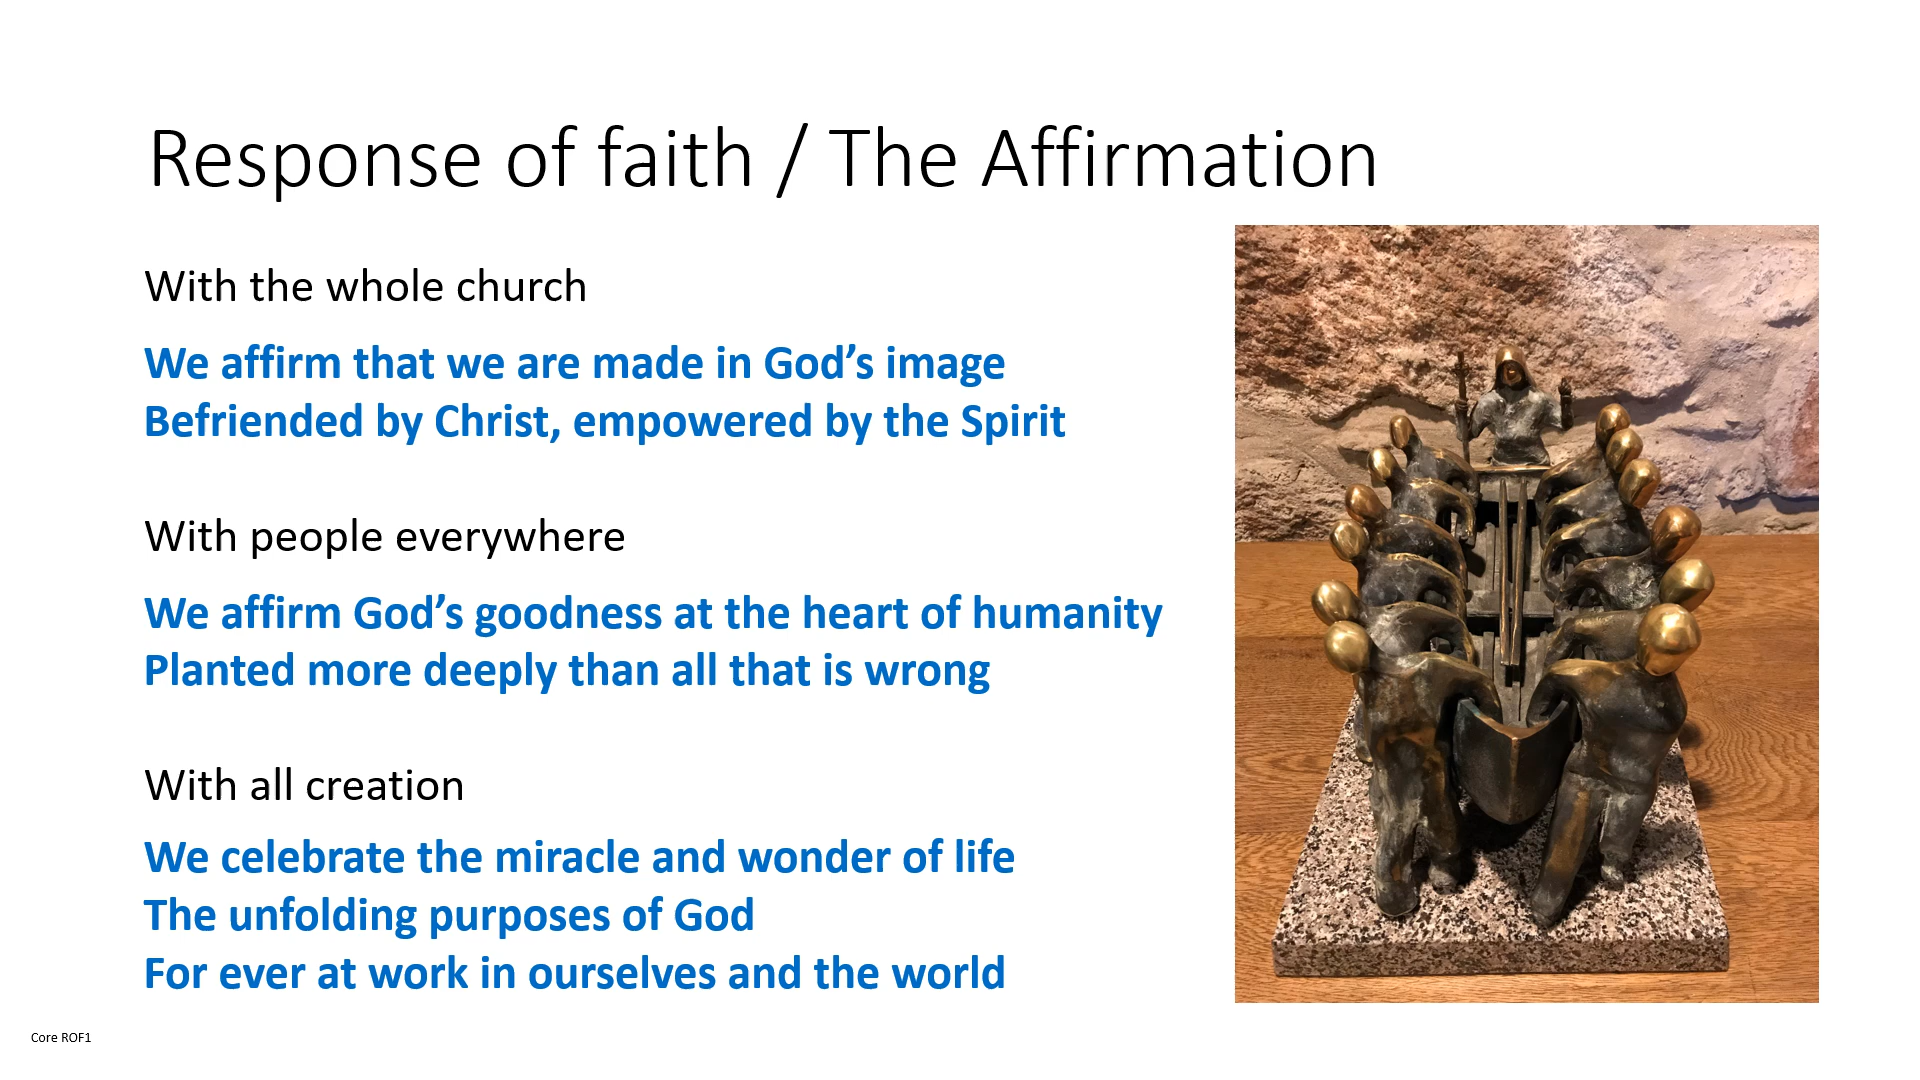 Response of faith / The Affirmation
With the whole church
We affirm that we are made in God’s image
Befriended by Christ, empowered by the Spirit
With people everywhere
We affirm God’s goodness at the heart of humanity
Planted more deeply than all that is wrong
With all creation
We celebrate the miracle and wonder of life
The unfolding purposes of God
For ever at work in ourselves and the world
Core ROF1